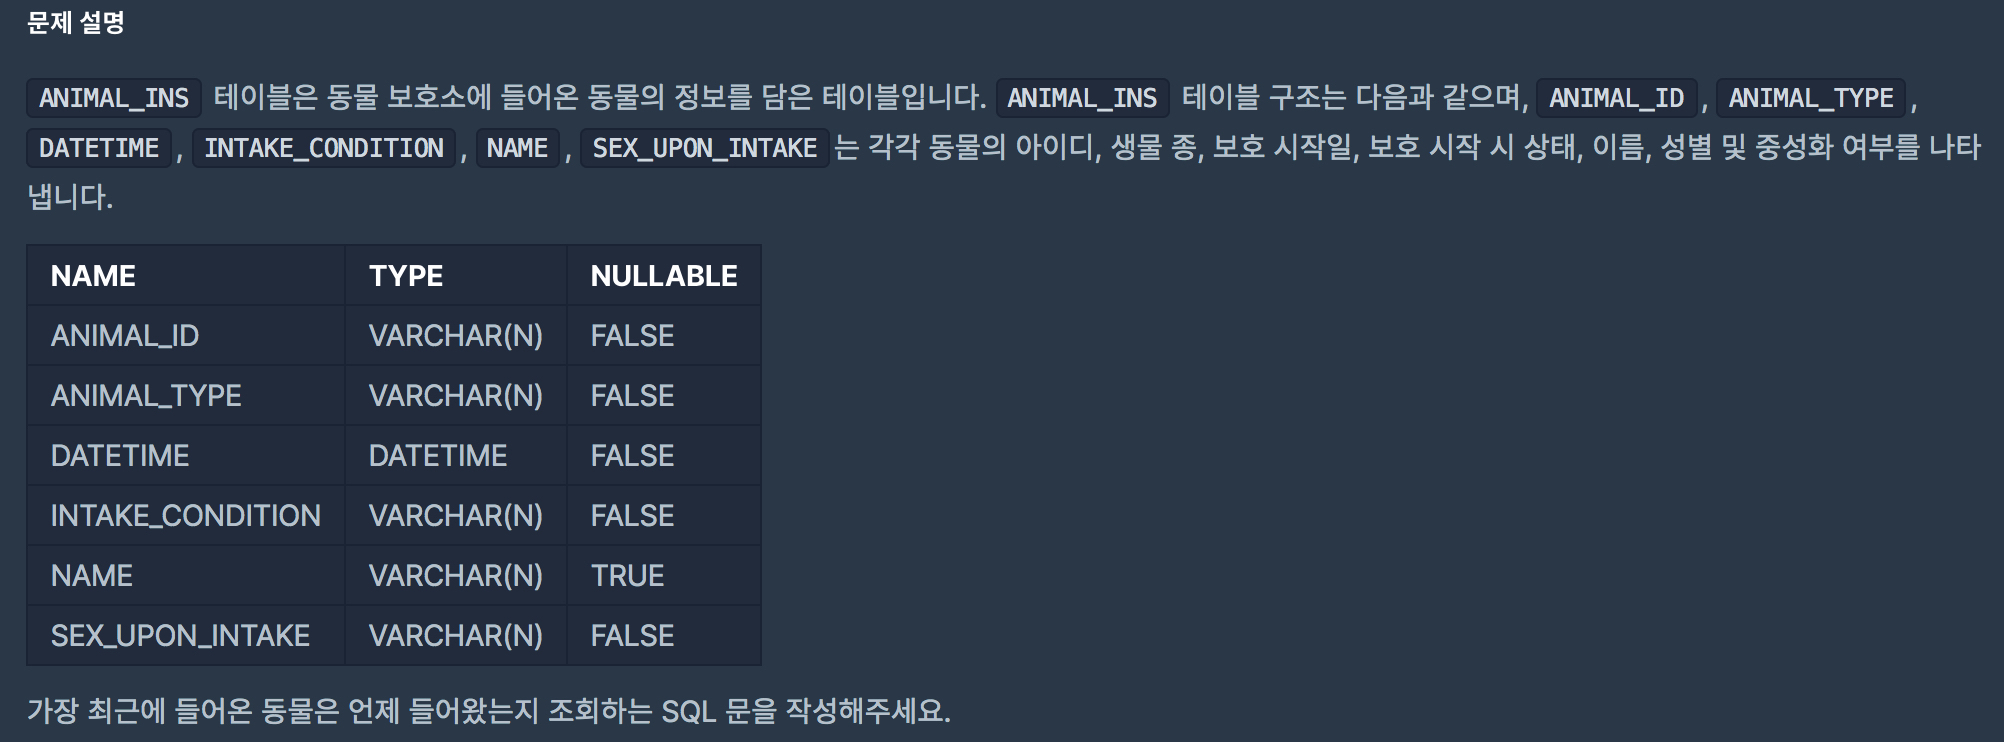 문제 설명
ANIMAL_INS 테이블은 동물 보호소에 들어온 동물의 정보를 담은 테이블입니다. ANIMAL_INS 테이블 구조는 다음과 같으며, ANIMAL_ID , ANIMAL_TYPE ,
DATETIME , INTAKE_CONDITION , NAME , SEX_UPON_INTAKE 는 각각 동물의 아이디, 생물 종, 보호 시작일, 보호 시작 시 상태, 이름, 성별 및 중성화 여부를 나타
냅니다.
NAME TYPE NULLABLE
ANIMAL_ID VARCHAR(N) FALSE
ANIMAL_TYPE VARCHAR(N) FALSE
DATETIME DATETIME FALSE
INTAKE_CONDITION VARCHAR(N) FALSE
NAME VARCHAR(N) TRUE
SEX_UPON_INTAKE VARCHAR(N) FALSE
가장 최근에 들어온 동물은 언제 들어왔는지 조회하는 SQL 문을 작성해주세요.